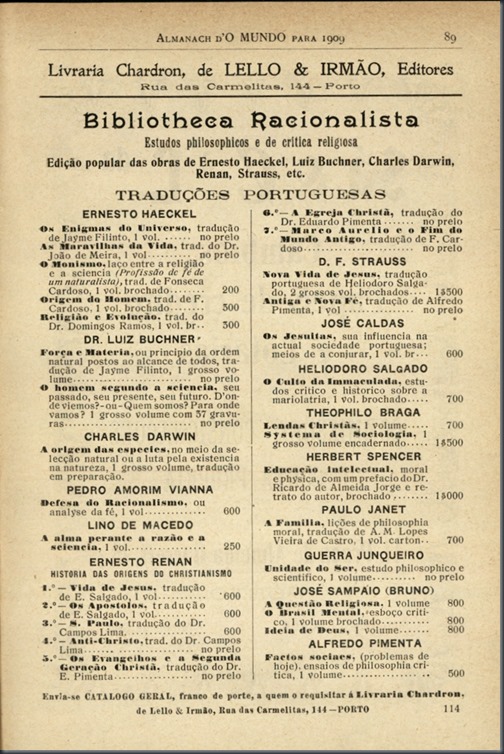 ALMANACH D'O MUNDO PARA 1909 89
Livraria Chardron, de LELLO & IRMÃO, Editores
Rua das Carmelitas, 144 — Porto
Bibliotheca Racionalista
Estudos philosophicos e de critica religiosa
Edição popular das obras de Ernesto Haeckel, Luiz Buchner, Charles Darwin,
Renan, Strauss, etc.
TRADUÇÕES PORTUGUESAS
ERNESTO HAECKEL
Os Enigmas do Universo, tradução
de Jayme Filinto, 1 vol. ...... no prelo
As Maravilhas da Vida, trad. do Dr.
João de Meira, 1 vol.......... no prelo
O Monismo, laço entre a religião
e a sciencia (Profissão de fé de
um naturalista), trad. de Fonseca
Cardoso, 1 vol. brochado....... 200
Origem do Homem, trad. de F.
Cardoso, 1 vol. brochado....... 300
Religião e Evolução, trad. do
Dr. Domingos Ramos, 1 vol. br.. 300
DR. LUIZ BUCHNER
Força e Materia, ou principio da ordem
natural postos ao alcance de todos, tra-
dução de Jayme Filinto, 1 grosso vo-
lume.................... no prelo
O homem segundo a sciencia, seu
passado, seu presente, seu futuro. D'on-
de viemos?-ou-Quem somos? Para onde
vamos? 1 grosso volume com 37 gravu-
ras..................... no prelo
CHARLES DARWIN
A origem das especies, no meio da se-
lecção natural ou a luta pela existencia
na natureza, 1 grosso volume, tradução
em preparação.
PEDRO AMORIM VIANNA
Defesa do Racionalismo, ou
analyse da fé, 1 vol.......... 600
LINO DE MACEDO
A alma perante a razão e a
sciencia, 1 vol............. 250
ERNESTO RENAN
HISTORIA DAS ORIGENS DO CHRISTIANISMO
1.º — Vida de Jesus, tradução
de E. Salgado, 1 vol.......... 600
2.º — Os Apostolos, tradução
de E. Salgado, 1 vol.......... 600
3.º — S. Paulo, tradução do Dr.
Campos Lima............... 600
4.º — Anti-Christo, trad. do Dr. Campos
Lima.................... no prelo
5.º — Os Evangelhos e a Segunda
Geração Christã, tradução do Dr.
E. Pimenta................ no prelo
6.º — A Egreja Christã, tradução do
Dr. Eduardo Pimenta ...... no prelo
7.º — Marco Aurelio e o Fim do
Mundo Antigo, tradução de F. Car-
doso.................... no prelo
D. F. STRAUSS
Nova Vida de Jesus, tradução
portuguesa de Heliodoro Salga-
do, 2 grossos vol. brochados... 1$500
Antiga e Nova Fé, tradução de Alfredo
Pimenta, 1 vol ............ no prelo
JOSÉ CALDAS
Os Jesuitas, sua influencia na
actual sociedade portuguesa;
meios de a conjurar, 1 vol. br... 600
HELIODORO SALGADO
O Culto da Immaculada, estu-
dos critico e historico sobre a
mariolatria, 1 vol. brochado..... 700
THEOPHILO BRAGA
Lendas Christãs, 1 volume..... 700
Systema de Sociologia, 1
grosso volume encadernado.... 1$500
HERBERT SPENCER
Educação Intelectual, moral
e physica, com um prefacio do Dr.
Ricardo de Almeida Jorge e re-
trato do autor, brochado ....... 1$000
PAULO JANET
A Familia, lições de philosophia
moral, tradução de A. M. Lopes
Vieira de Castro, 1 vol. carton... 700
GUERRA JUNQUEIRO
Unidade do Ser, estudo philosophico e
scientifico, 1 volume........ no prelo
JOSÉ SAMPAIO (BRUNO)
A Questão Religiosa, 1 volume 800
O Brasil Mental, esboço criti-
co, 1 volume brochado........ 800
Ideia de Deus, 1 volume...... 800
ALFREDO PIMENTA
Factos sociaes, (problemas de
hoje), ensaios de philosophia cri-
tica, 1 volume.............. 500
Envia-se CATALOGO GERAL, franco de porte, a quem o requisitar á Livraria Chardron,
de Lello & Irmão, Rua das Carmelitas, 144 — PORTO 114